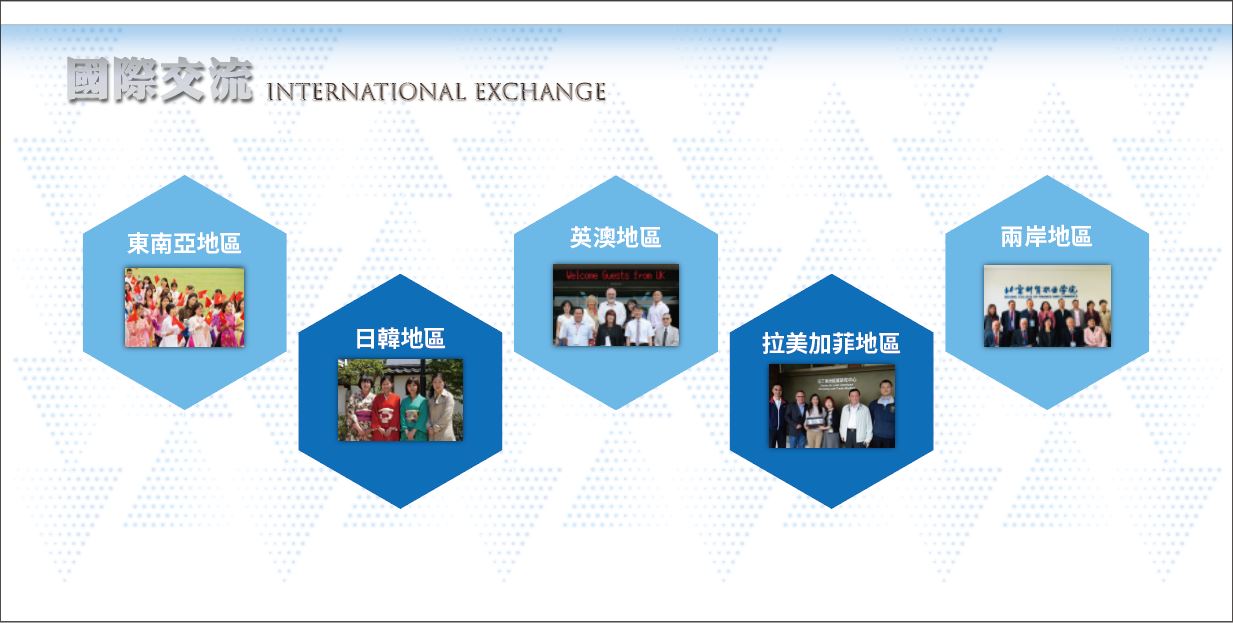 國際交流 INTERNATIONAL EXCHANGE
東南亞地區
英澳地區
Welcome Guests from UK
兩岸地區
日韓地區
拉美加菲地區